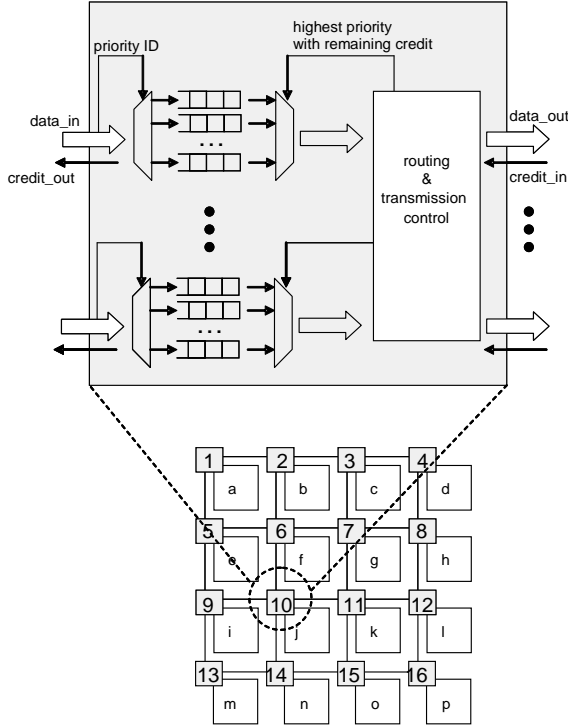 priority ID
highest priority
with remaining credit
data_in
data_out
...
credit_out
credit_in
routing
&
transmission
control
...
1 2 3 4
a b c d
5 6 7 8
e f g h
9 10 11 12
i j k l
13 14 15 16
m n o p